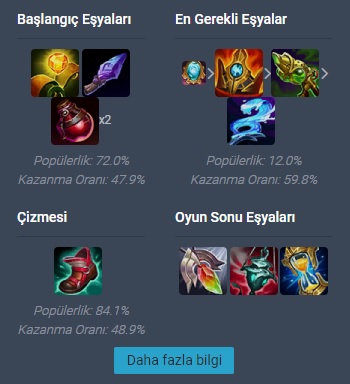 Başlangıç Eşyaları
x2
Popülerlik: 72.0%
Kazanma Oranı: 47.9%
En Gerekli Eşyalar
Popülerlik: 12.0%
Kazanma Oranı: 59.8%
Çizmesi
Popülerlik: 84.1%
Kazanma Oranı: 48.9%
Oyun Sonu Eşyaları
Daha fazla bilgi